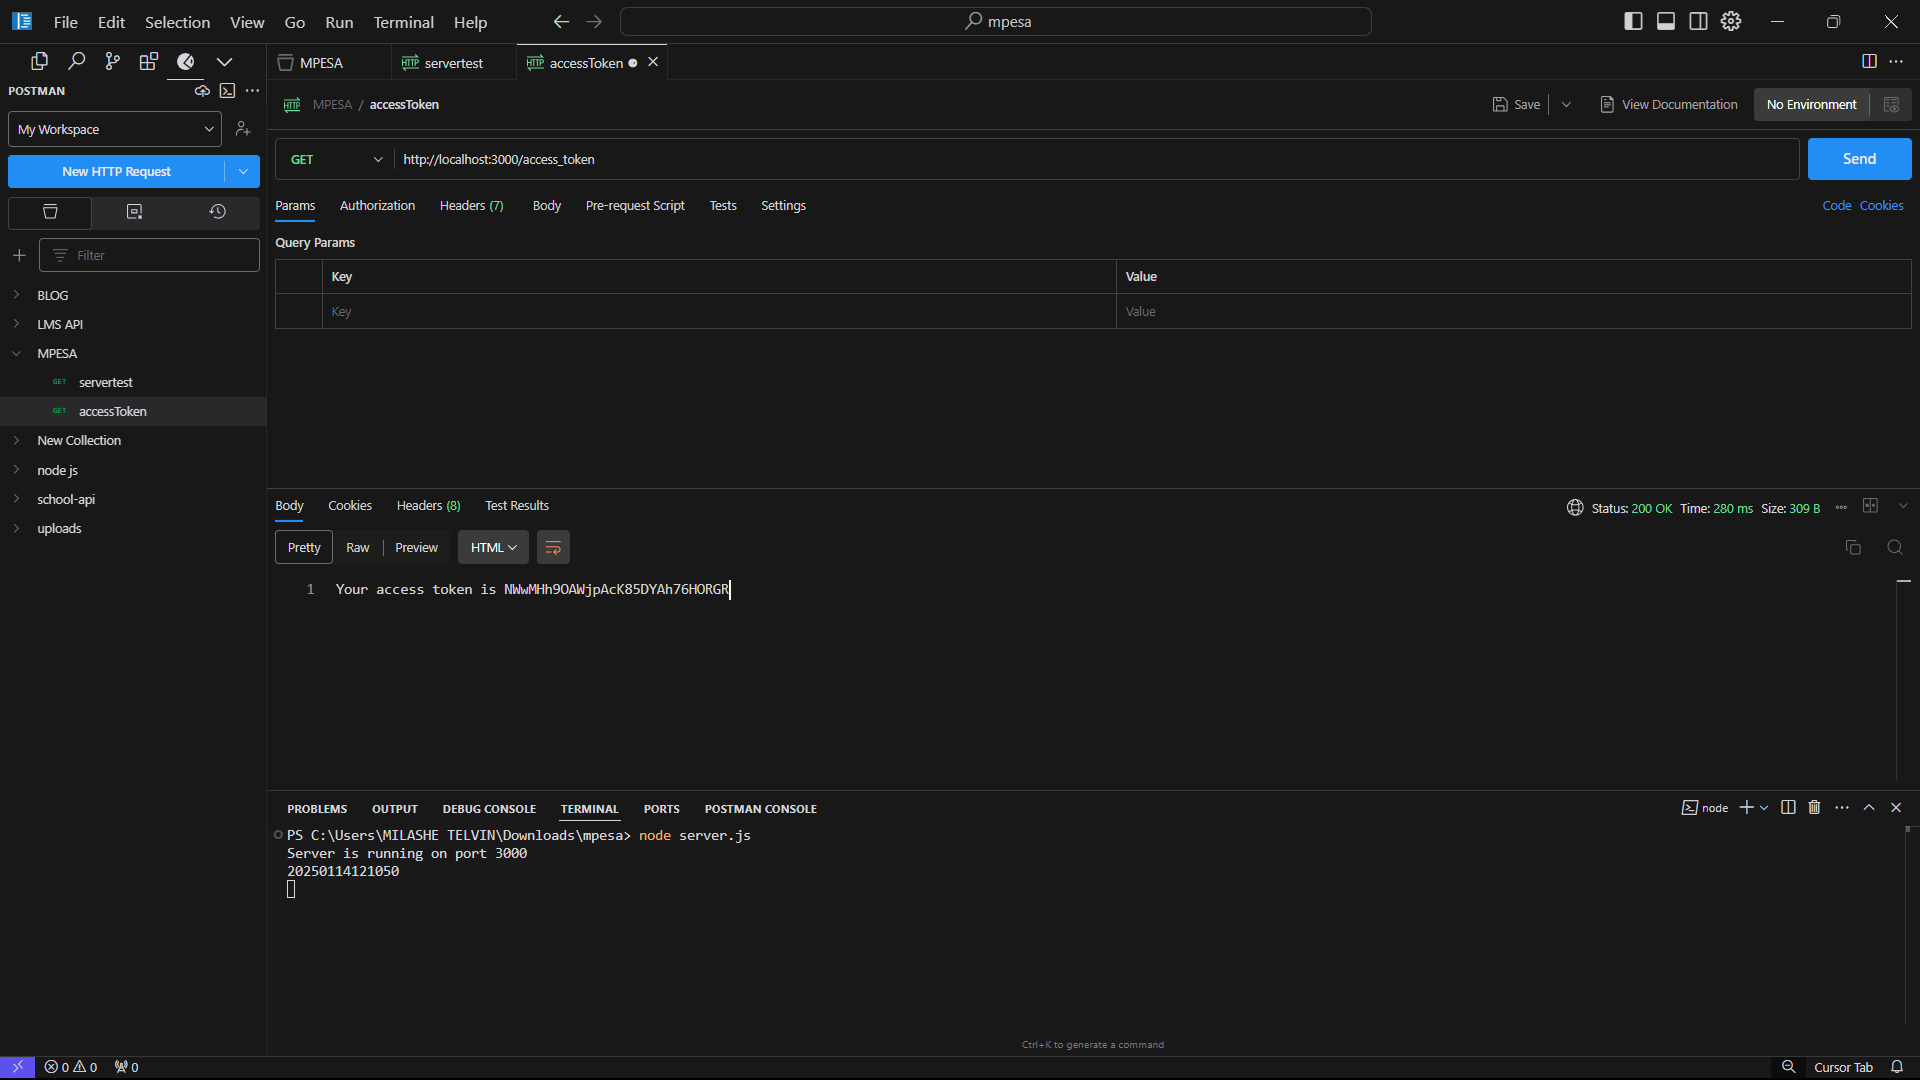 File Edit Selection View Go Run Terminal Help
mpesa
POSTMAN
My Workspace
New HTTP Request
Filter
BLOG
LMS API
MPESA
GET servertest
GET accessToken
New Collection
node js
school-api
uploads
MPESA HTTP servertest HTTP accessToken
HTTP MPESA / accessToken
Save View Documentation No Environment
GET http://localhost:3000/access_token Send
Params Authorization Headers (7) Body Pre-request Script Tests Settings Code Cookies
Query Params
Key Value
Key Value
Body Cookies Headers (8) Test Results Status: 200 OK Time: 280 ms Size: 309 B
Pretty Raw Preview HTML
1 Your access token is NWwMHh9OAWjpAcK85DYAh76HORGR
PROBLEMS OUTPUT DEBUG CONSOLE TERMINAL PORTS POSTMAN CONSOLE node
PS C:\Users\MILASHE TELVIN\Downloads\mpesa> node server.js
Server is running on port 3000
20250114121050
Ctrl+K to generate a command
0 0 0 Cursor Tab